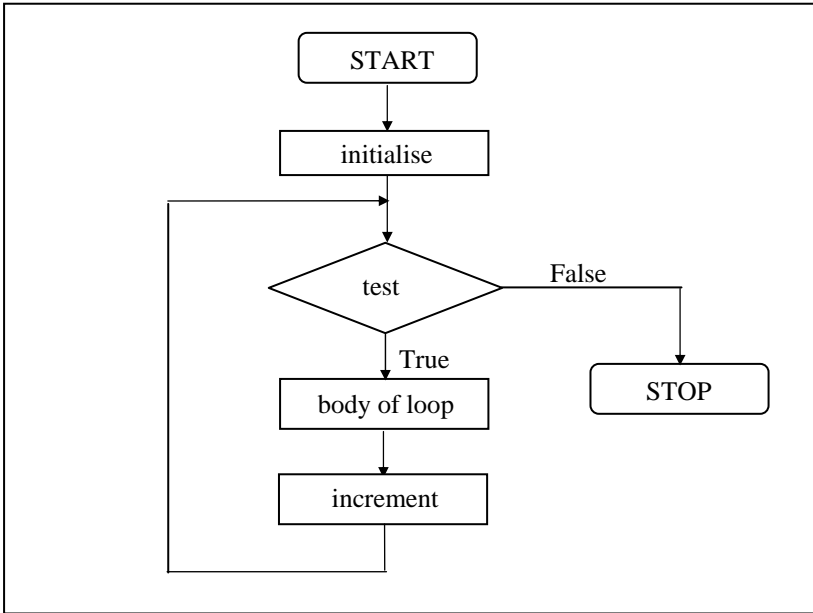 START
initialise
test
False
True
body of loop
STOP
increment